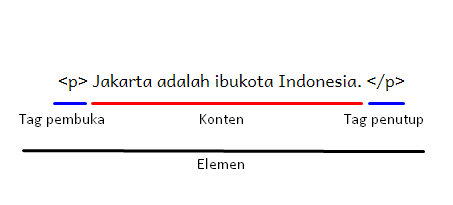 <p> Jakarta adalah ibukota Indonesia. </p>
Tag pembuka Konten Tag penutup
Elemen